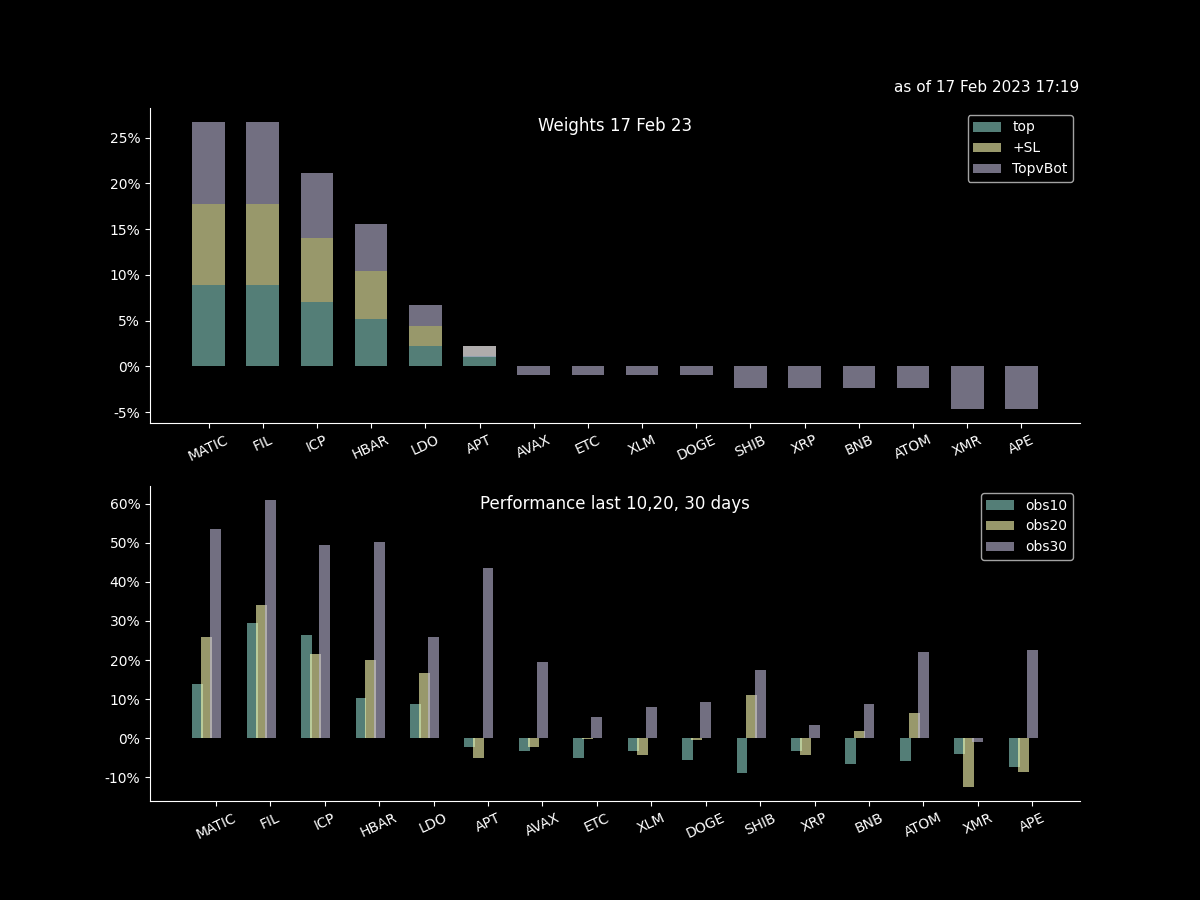 as of 17 Feb 2023 17:19
Weights 17 Feb 23
top
+SL
TopvBot
25%
20%
15%
10%
5%
0%
-5%
MATIC FIL ICP HBAR LDO APT AVAX ETC XLM DOGE SHIB XRP BNB ATOM XMR APE
Performance last 10,20, 30 days
obs10
obs20
obs30
60%
50%
40%
30%
20%
10%
0%
-10%
MATIC FIL ICP HBAR LDO APT AVAX ETC XLM DOGE SHIB XRP BNB ATOM XMR APE